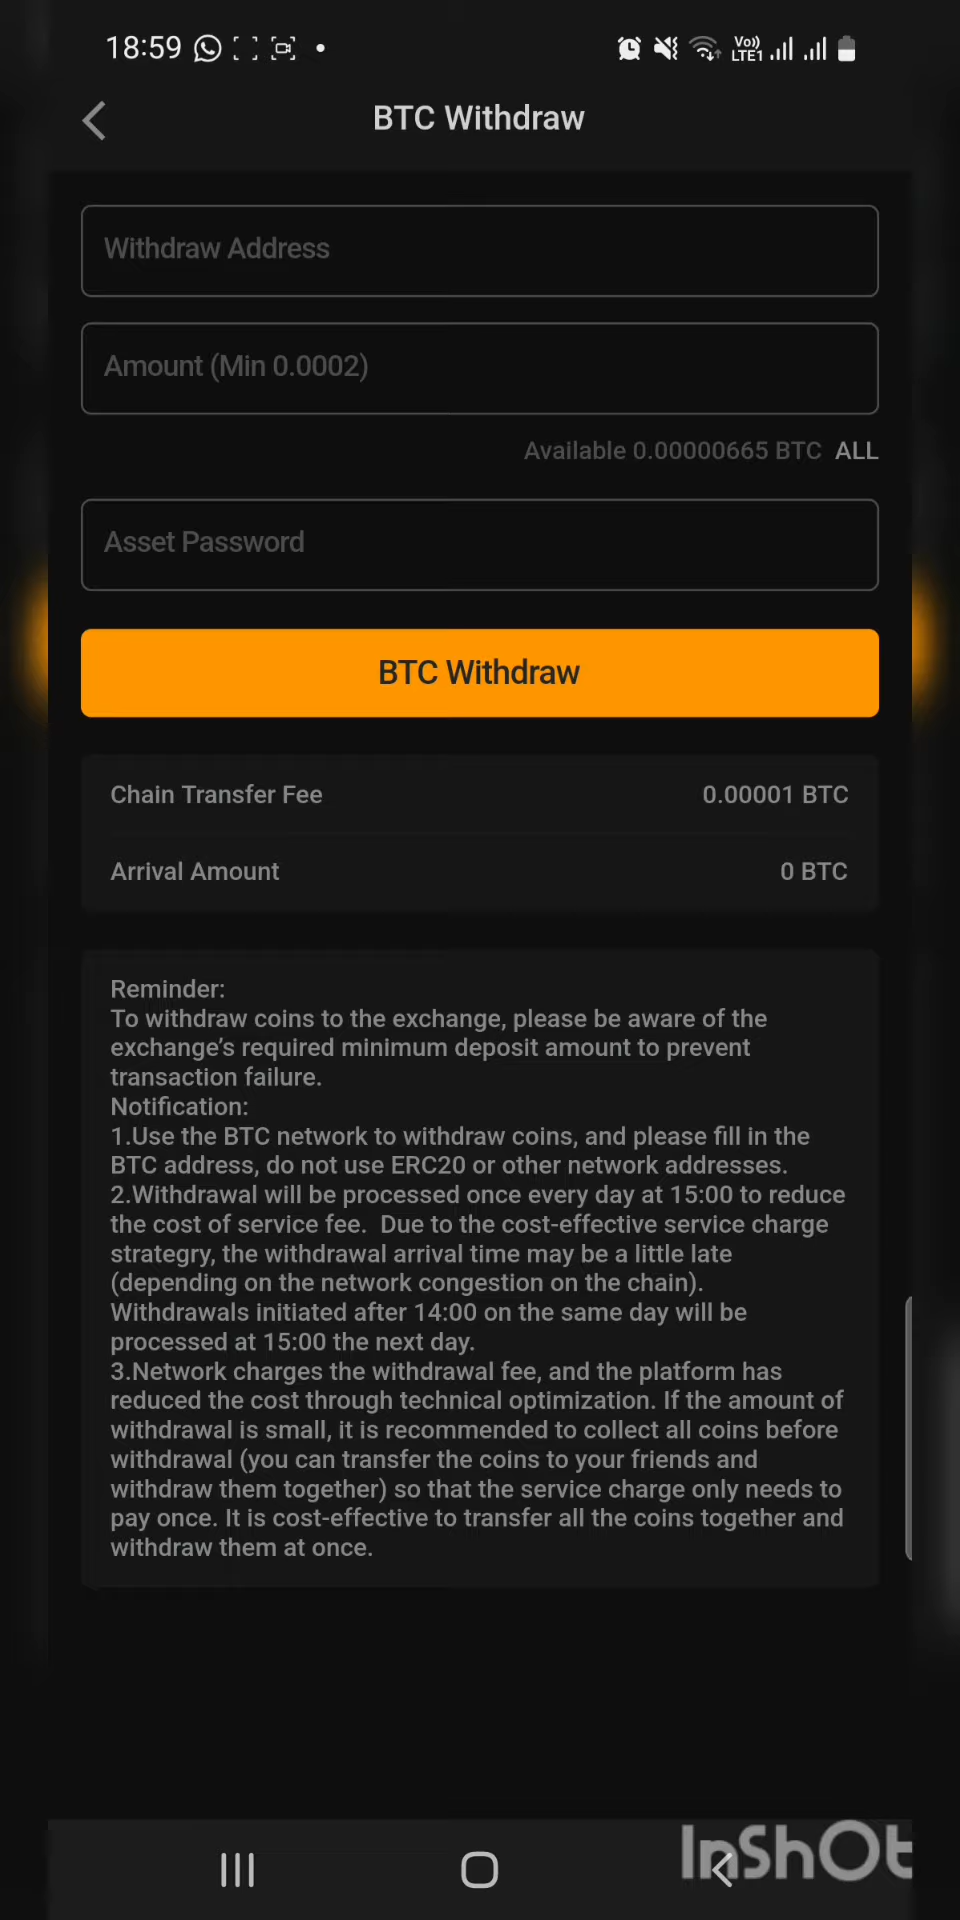 18:59
Vo))
LTE1
BTC Withdraw
Withdraw Address
Amount (Min 0.0002)
Available 0.00000665 BTC ALL
Asset Password
BTC Withdraw
Chain Transfer Fee 0.00001 BTC
Arrival Amount 0 BTC
Reminder:
To withdraw coins to the exchange, please be aware of the
exchange’s required minimum deposit amount to prevent
transaction failure.
Notification:
1.Use the BTC network to withdraw coins, and please fill in the
BTC address, do not use ERC20 or other network addresses.
2.Withdrawal will be processed once every day at 15:00 to reduce
the cost of service fee.  Due to the cost-effective service charge
strategry, the withdrawal arrival time may be a little late
(depending on the network congestion on the chain).
Withdrawals initiated after 14:00 on the same day will be
processed at 15:00 the next day.
3.Network charges the withdrawal fee, and the platform has
reduced the cost through technical optimization. If the amount of
withdrawal is small, it is recommended to collect all coins before
withdrawal (you can transfer the coins to your friends and
withdraw them together) so that the service charge only needs to
pay once. It is cost-effective to transfer all the coins together and
withdraw them at once.
InShOt